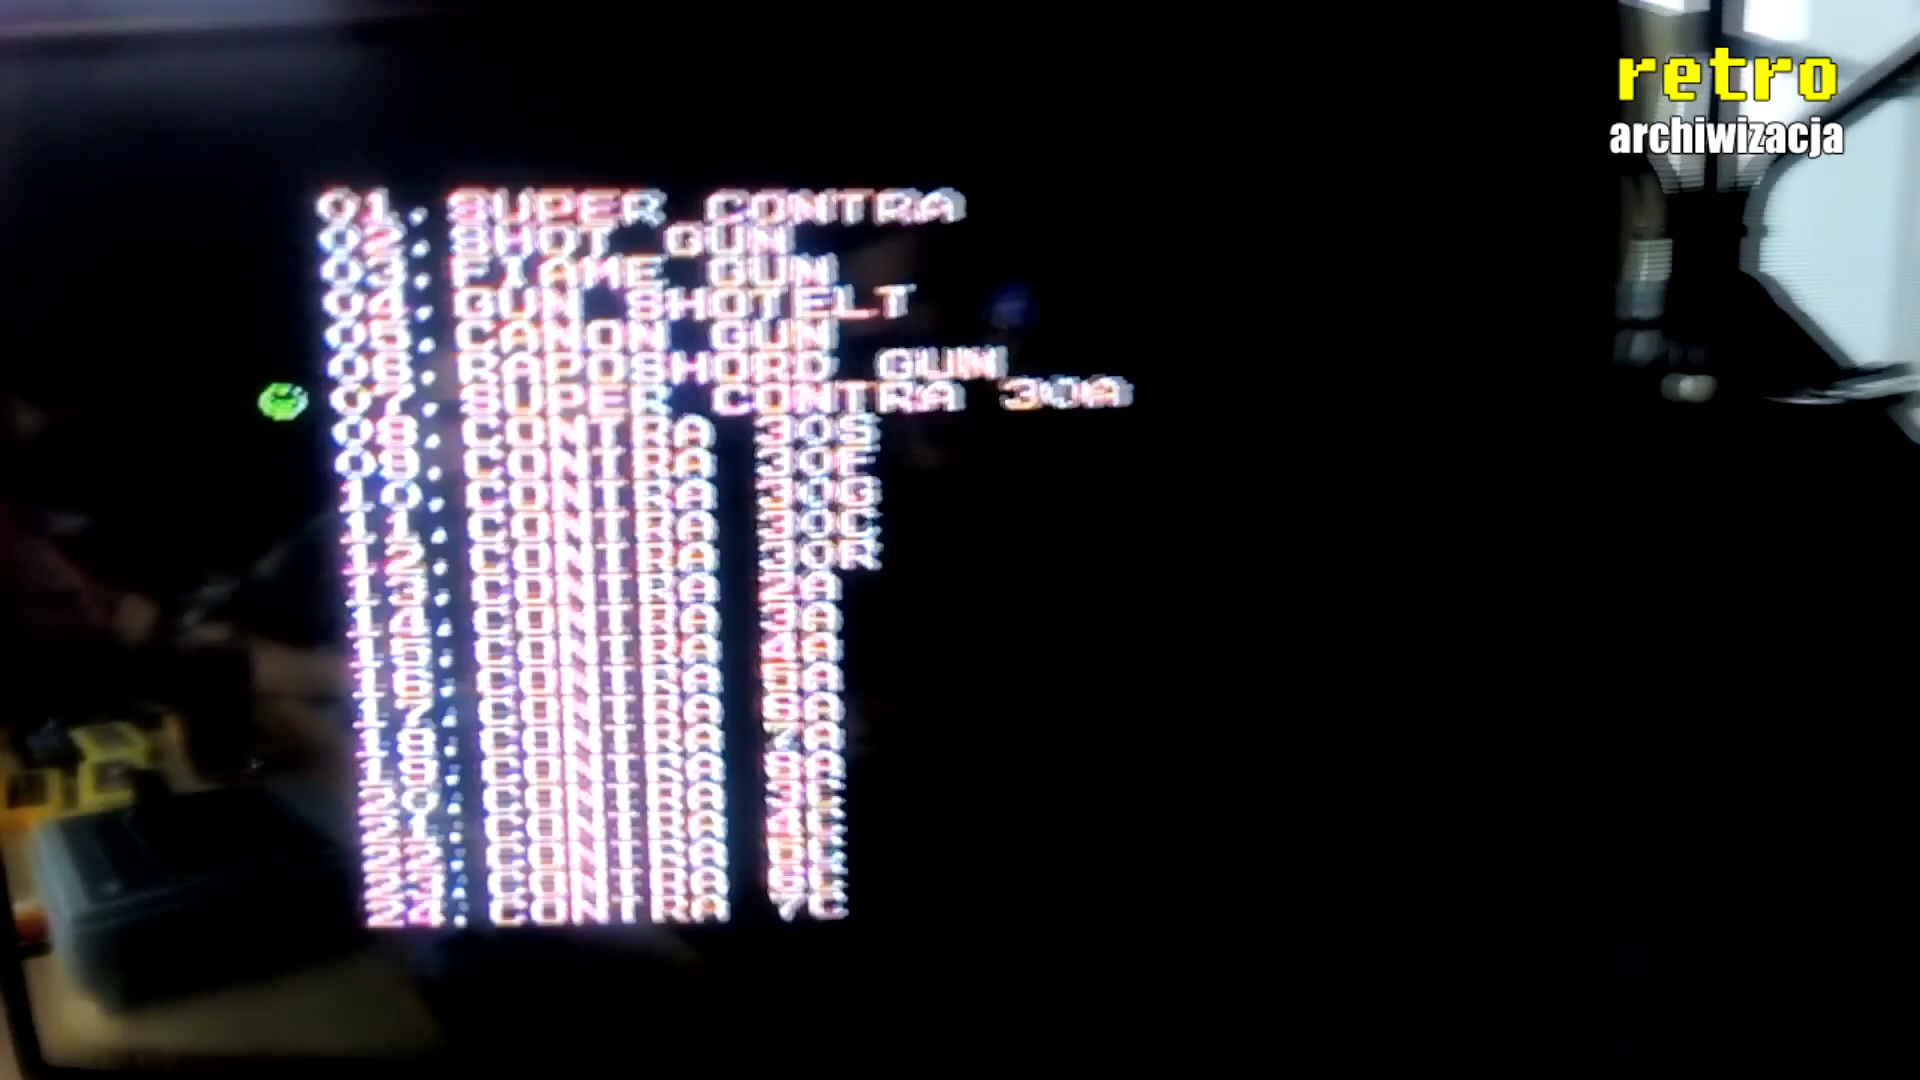 retro
archiwizacja
01. SUPER CONTRA
02. SHOT GUN
03. FIAME GUN
04. GUN SHOTELT
05. CANON GUN
06. RAPOSHORD GUN
07. SUPER CONTRA 30A
08. CONTRA 30S
09. CONTRA 30F
10. CONTRA 30G
11. CONTRA 30C
12. CONTRA 30R
13. CONTRA 2A
14. CONTRA 3A
15. CONTRA 4A
16. CONTRA 5A
17. CONTRA 6A
18. CONTRA 7A
19. CONTRA 8A
20. CONTRA 3C
21. CONTRA 4C
22. CONTRA 5C
23. CONTRA 6C
24. CONTRA 7C